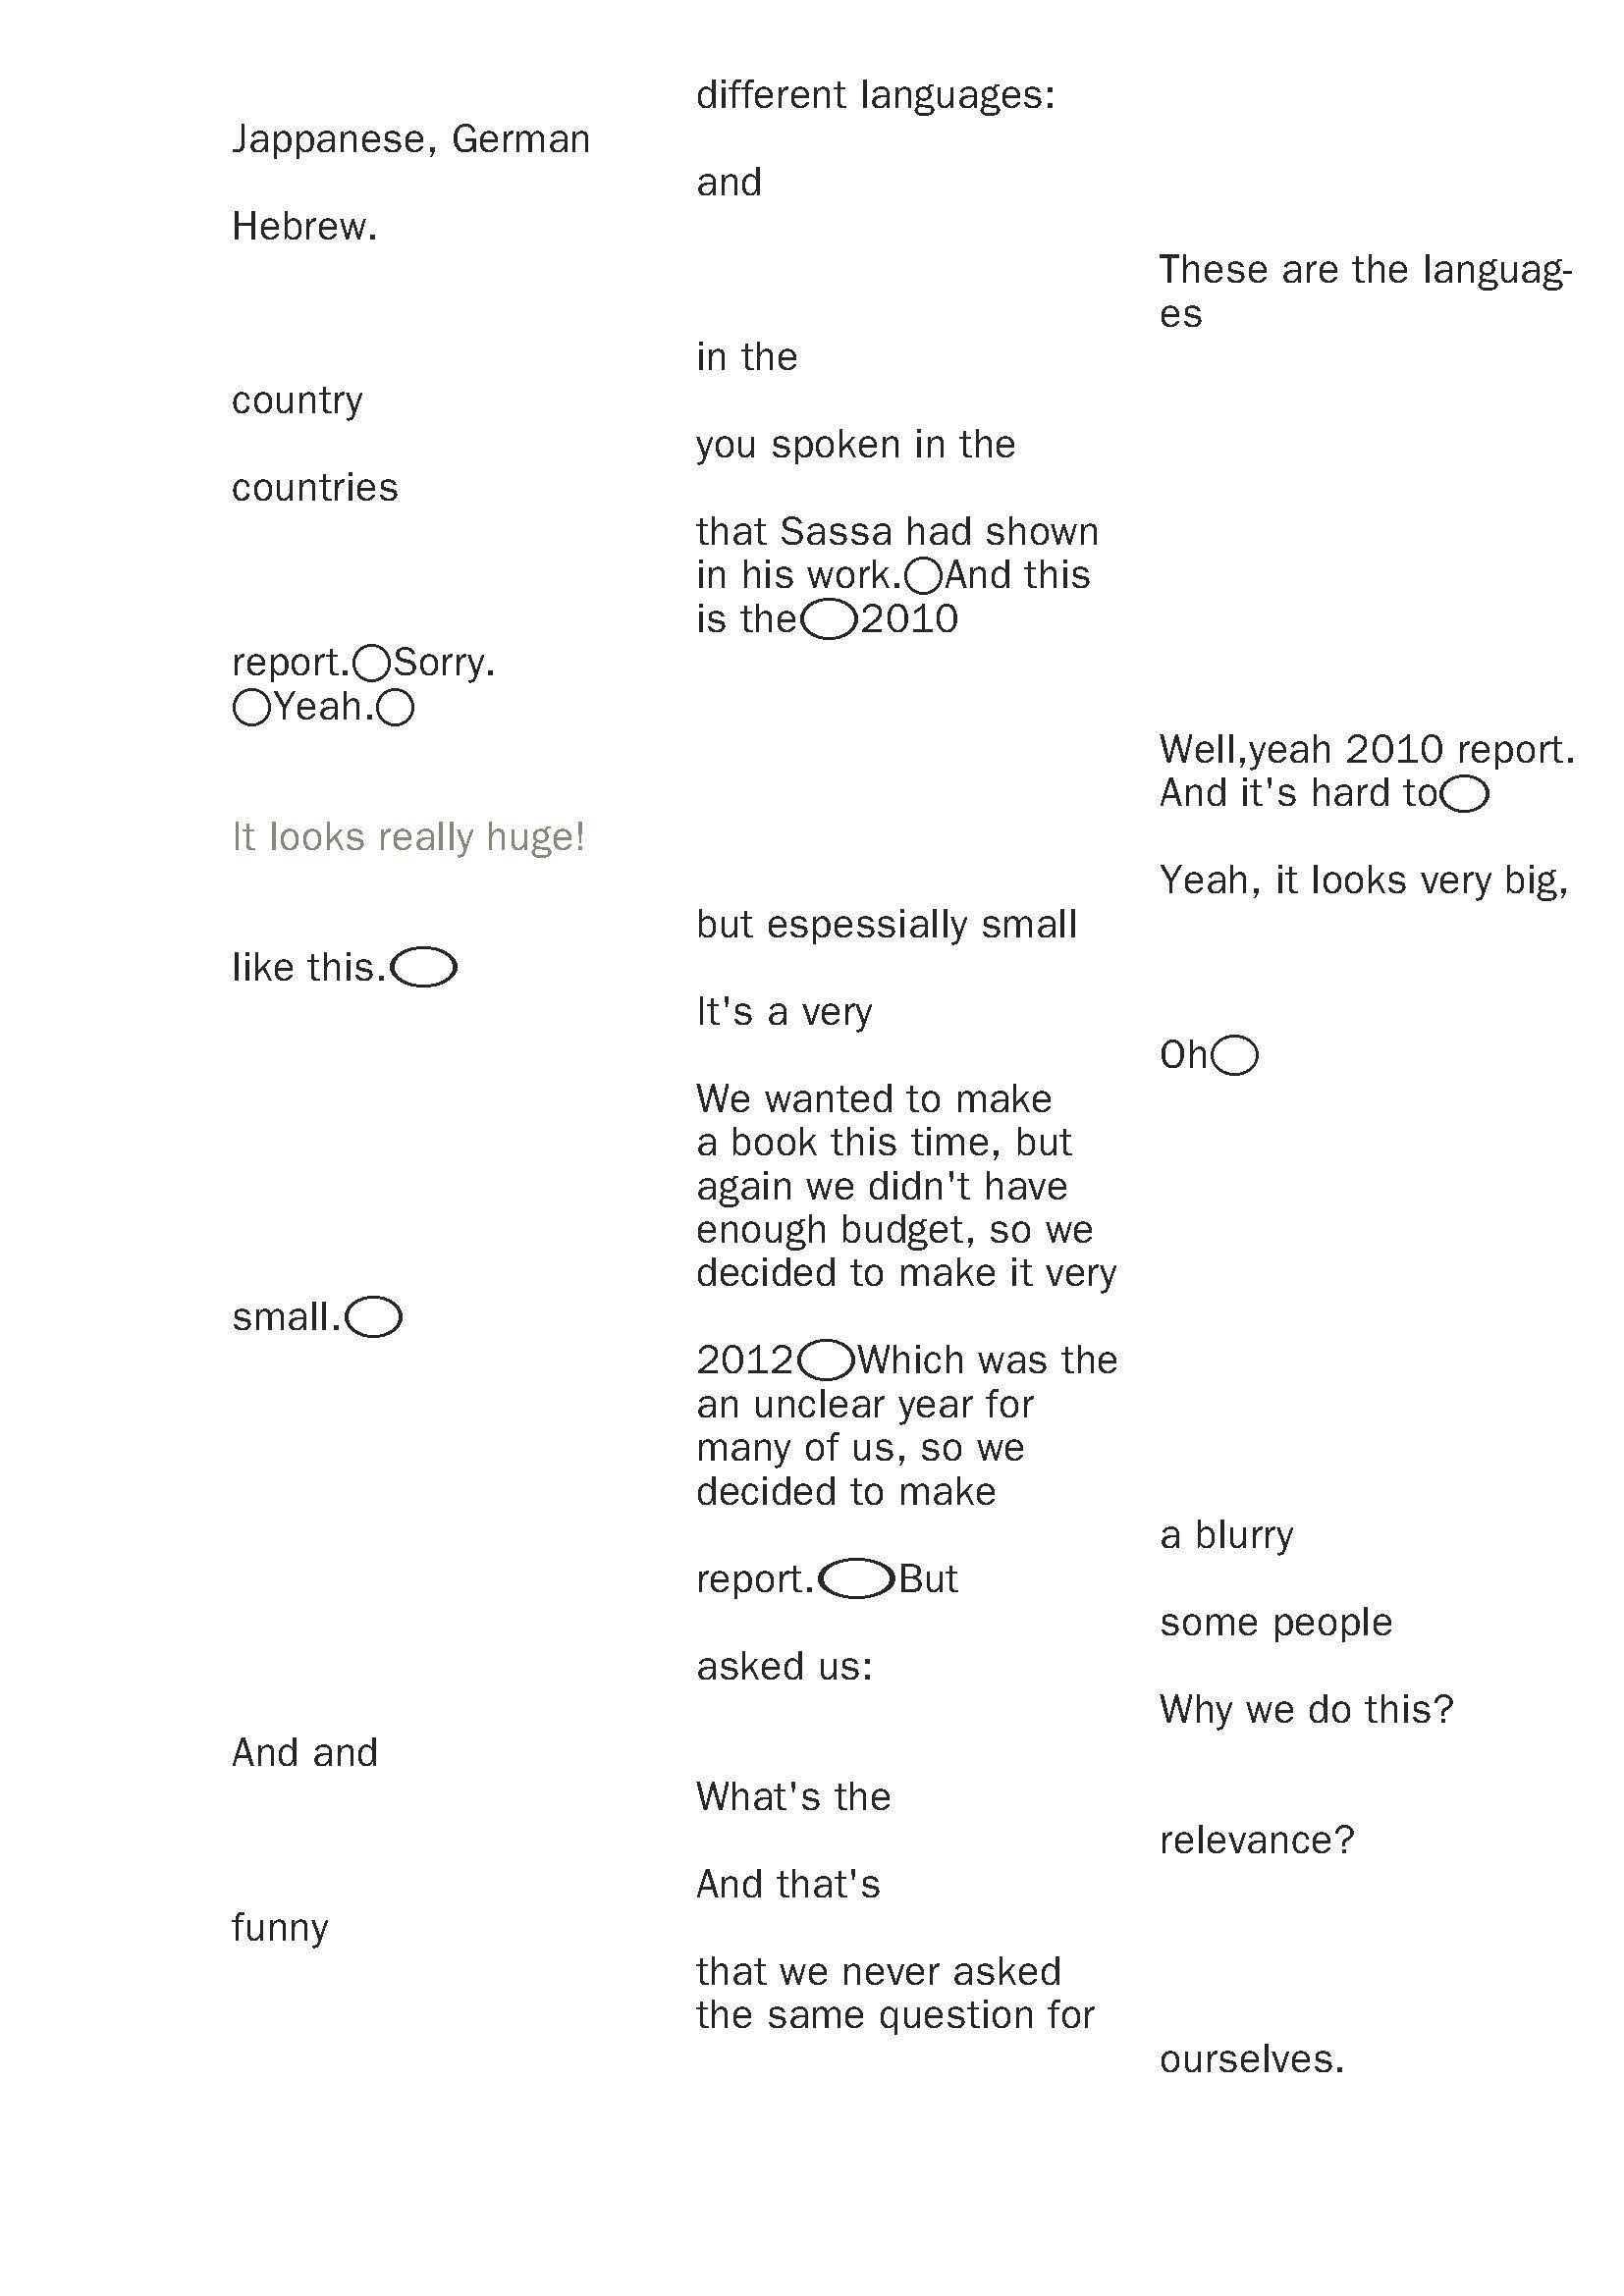 different languages:
Jappanese, German
and
Hebrew.
These are the languag-
es
in the
country
you spoken in the
countries
that Sassa had shown
in his work.◯And this
is the◯2010
report.◯Sorry.
◯Yeah.◯
Well,yeah 2010 report.
And it's hard to◯
It looks really huge!
Yeah, it looks very big,
but espessially small
like this.◯
It's a very
Oh◯
We wanted to make
a book this time, but
again we didn't have
enough budget, so we
decided to make it very
small.◯
2012◯Which was the
an unclear year for
many of us, so we
decided to make
a blurry
report.◯But
some people
asked us:
Why we do this?
And and
What's the
relevance?
And that's
funny
that we never asked
the same question for
ourselves.